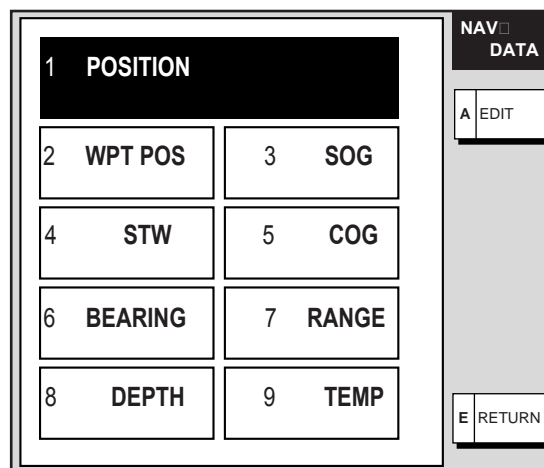 NAV□
DATA
1 POSITION
A EDIT
2 WPT POS
3 SOG
4 STW
5 COG
6 BEARING
7 RANGE
8 DEPTH
9 TEMP
E RETURN